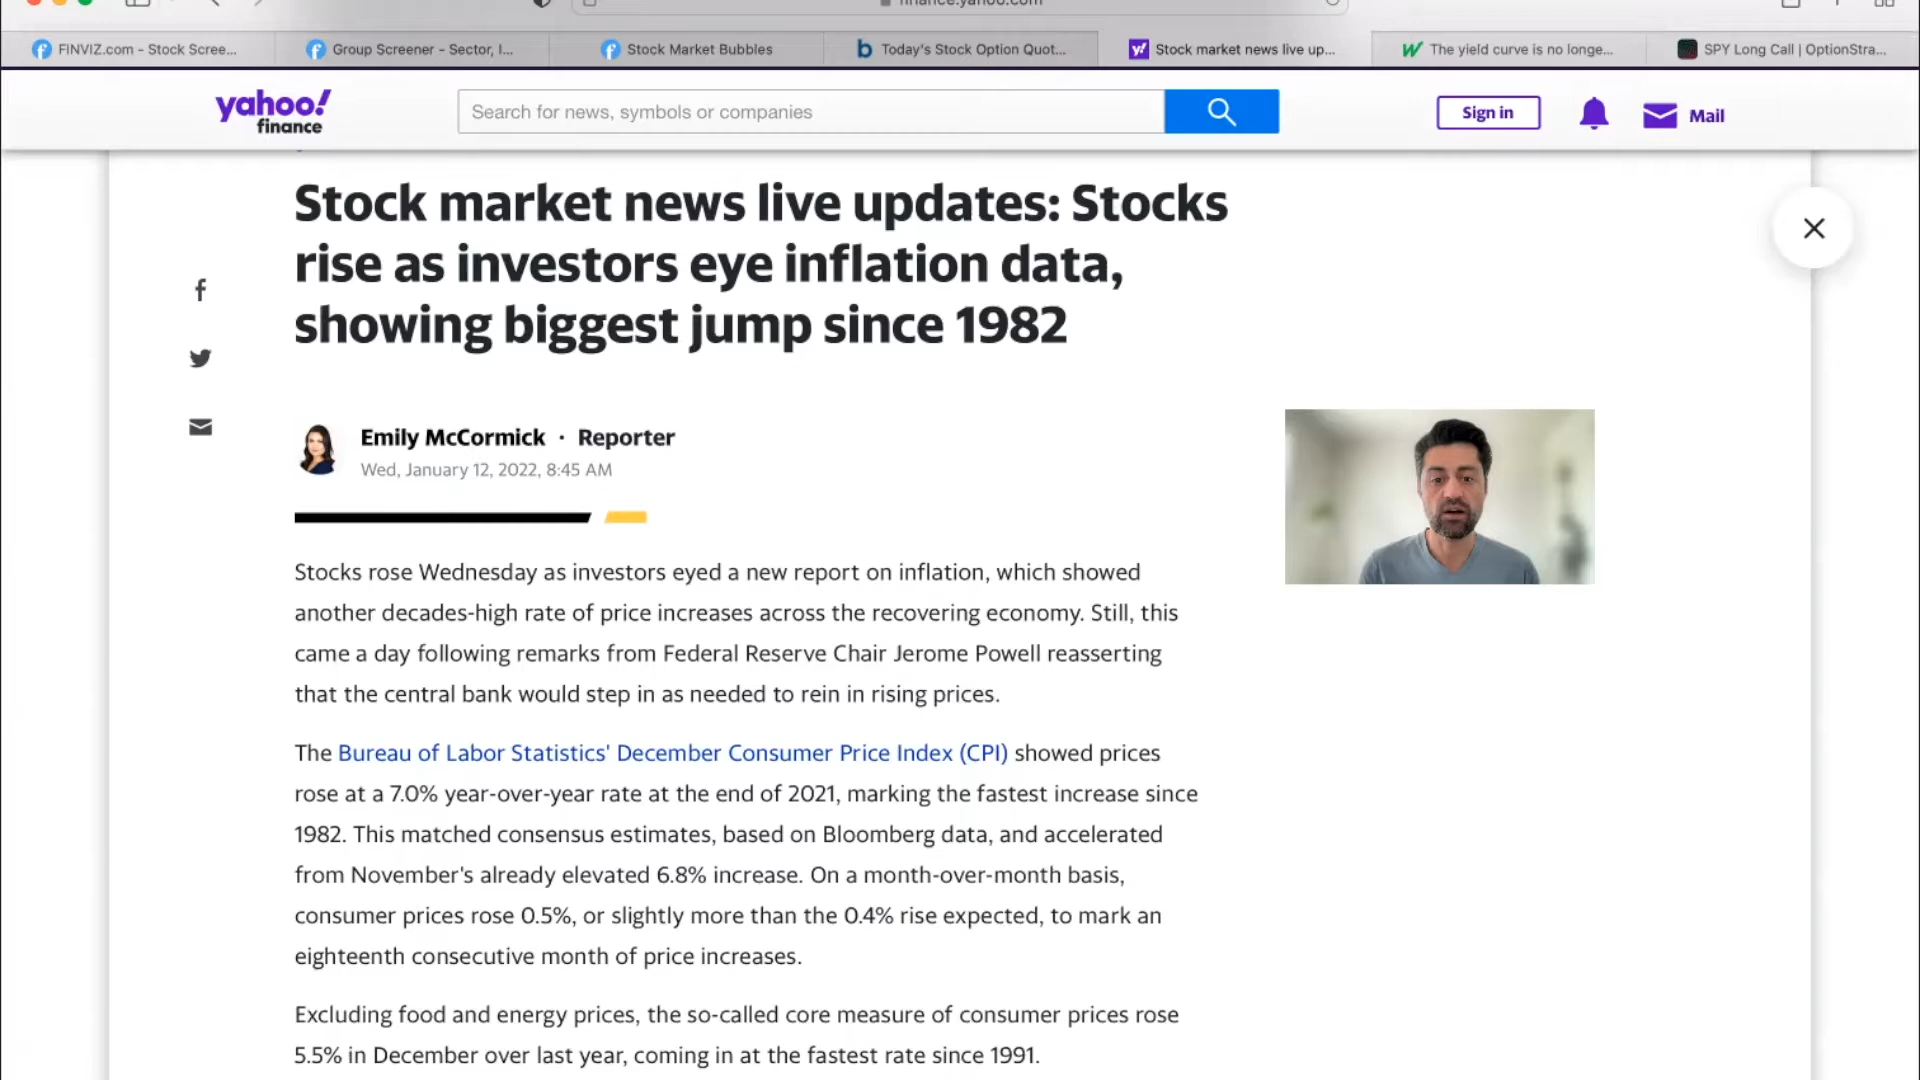 finance.yahoo.com
FINVIZ.com - Stock Scree...
Group Screener - Sector, I...
Stock Market Bubbles
Today's Stock Option Quot...
Stock market news live up...
The yield curve is no longe...
SPY Long Call | OptionStra...
yahoo!
finance
Search for news, symbols or companies
Sign in
Mail
Stock market news live updates: Stocks
rise as investors eye inflation data,
showing biggest jump since 1982
Emily McCormick · Reporter
Wed, January 12, 2022, 8:45 AM
Stocks rose Wednesday as investors eyed a new report on inflation, which showed
another decades-high rate of price increases across the recovering economy. Still, this
came a day following remarks from Federal Reserve Chair Jerome Powell reasserting
that the central bank would step in as needed to rein in rising prices.
The Bureau of Labor Statistics' December Consumer Price Index (CPI) showed prices
rose at a 7.0% year-over-year rate at the end of 2021, marking the fastest increase since
1982. This matched consensus estimates, based on Bloomberg data, and accelerated
from November's already elevated 6.8% increase. On a month-over-month basis,
consumer prices rose 0.5%, or slightly more than the 0.4% rise expected, to mark an
eighteenth consecutive month of price increases.
Excluding food and energy prices, the so-called core measure of consumer prices rose
5.5% in December over last year, coming in at the fastest rate since 1991.